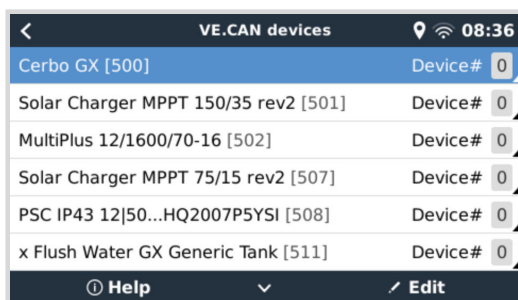 VE.CAN devices 08:36
Cerbo GX [500] Device# 0
Solar Charger MPPT 150/35 rev2 [501] Device# 0
MultiPlus 12/1600/70-16 [502] Device# 0
Solar Charger MPPT 75/15 rev2 [507] Device# 0
PSC IP43 12|50...HQ2007P5YSI [508] Device# 0
x Flush Water GX Generic Tank [511] Device# 0
Help Edit